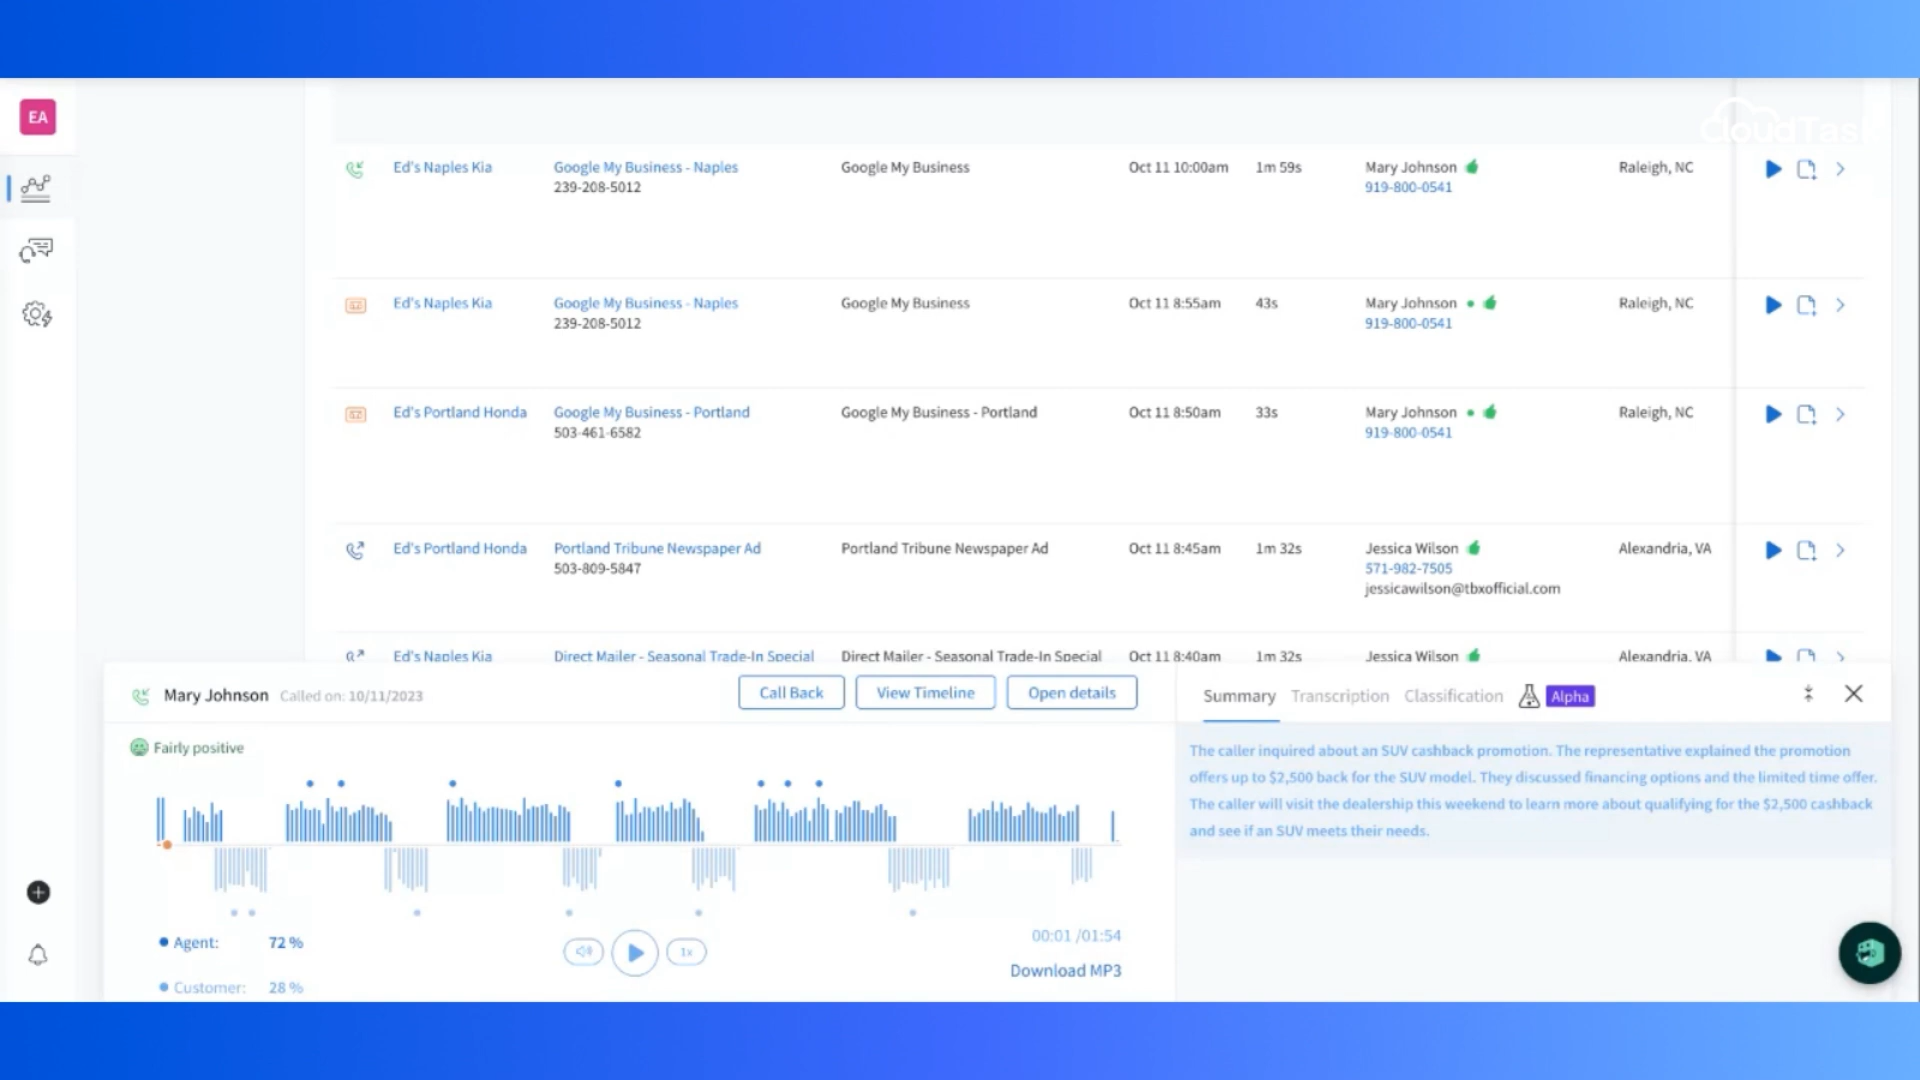 EA
CloudTas
Ed's Naples Kia Google My Business - Naples Google My Business Oct 11 10:00am 1m 59s Mary Johnson Raleigh, NC
239-208-5012 919-800-0541
Ed's Naples Kia Google My Business - Naples Google My Business Oct 11 8:55am 43s Mary Johnson Raleigh, NC
239-208-5012 919-800-0541
Ed's Portland Honda Google My Business - Portland Google My Business - Portland Oct 11 8:50am 33s Mary Johnson Raleigh, NC
503-461-6582 919-800-0541
Ed's Portland Honda Portland Tribune Newspaper Ad Portland Tribune Newspaper Ad Oct 11 8:45am 1m 32s Jessica Wilson Alexandria, VA
503-809-5847 571-982-7505
jessicawilson@tbxofficial.com
Ed's Naples Kia Direct Mailer - Seasonal Trade-In Special Direct Mailer - Seasonal Trade-In Special Oct 11 8:40am 1m 32s Jessica Wilson Alexandria, VA
Mary Johnson Called on: 10/11/2023 Call Back View Timeline Open details
Fairly positive
Agent: 72 %
Customer: 28 %
1x
00:01 /01:54
Download MP3
Summary Transcription Classification Alpha
The caller inquired about an SUV cashback promotion. The representative explained the promotion
offers up to $2,500 back for the SUV model. They discussed financing options and the limited time offer.
The caller will visit the dealership this weekend to learn more about qualifying for the $2,500 cashback
and see if an SUV meets their needs.